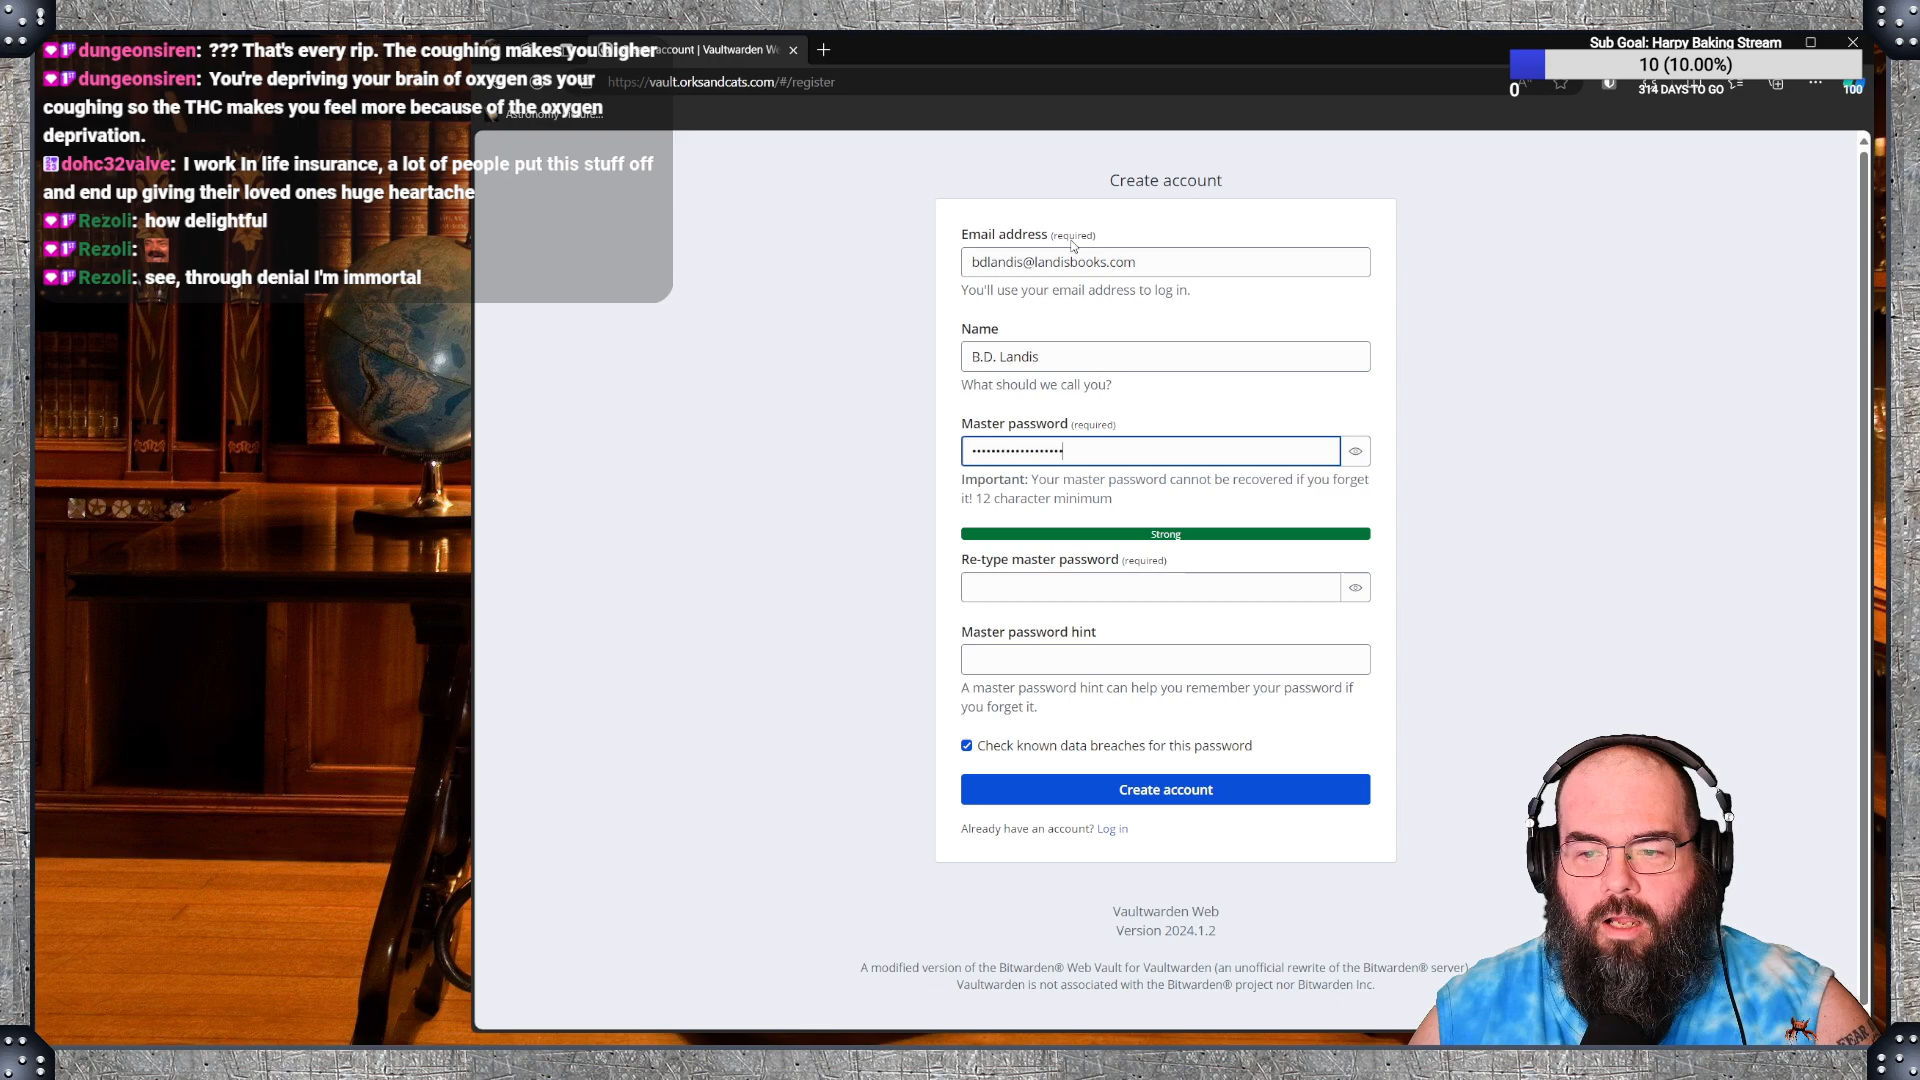 dungeonsiren: ??? That's every rip. The coughing makes you higher
dungeonsiren: You're depriving your brain of oxygen as your
coughing so the THC makes you feel more because of the oxygen
deprivation.
dohc32valve: I work In life insurance, a lot of people put this stuff off
and end up giving their loved ones huge heartache
Rezoli: how delightful
Rezoli:
Rezoli: see, through denial I'm immortal
account | Vaultwarden We
https://vault.orksandcats.com/#/register
Astronomy Picture...
Sub Goal: Harpy Baking Stream
10 (10.00%)
0
314 DAYS TO GO
100
Create account
Email address (required)
bdlandis@landisbooks.com
You'll use your email address to log in.
Name
B.D. Landis
What should we call you?
Master password (required)
Important: Your master password cannot be recovered if you forget
it! 12 character minimum
Strong
Re-type master password (required)
Master password hint
A master password hint can help you remember your password if
you forget it.
Check known data breaches for this password
Create account
Already have an account? Log in
Vaultwarden Web
Version 2024.1.2
A modified version of the Bitwarden® Web Vault for Vaultwarden (an unofficial rewrite of the Bitwarden® server).
Vaultwarden is not associated with the Bitwarden® project nor Bitwarden Inc.
FEAR